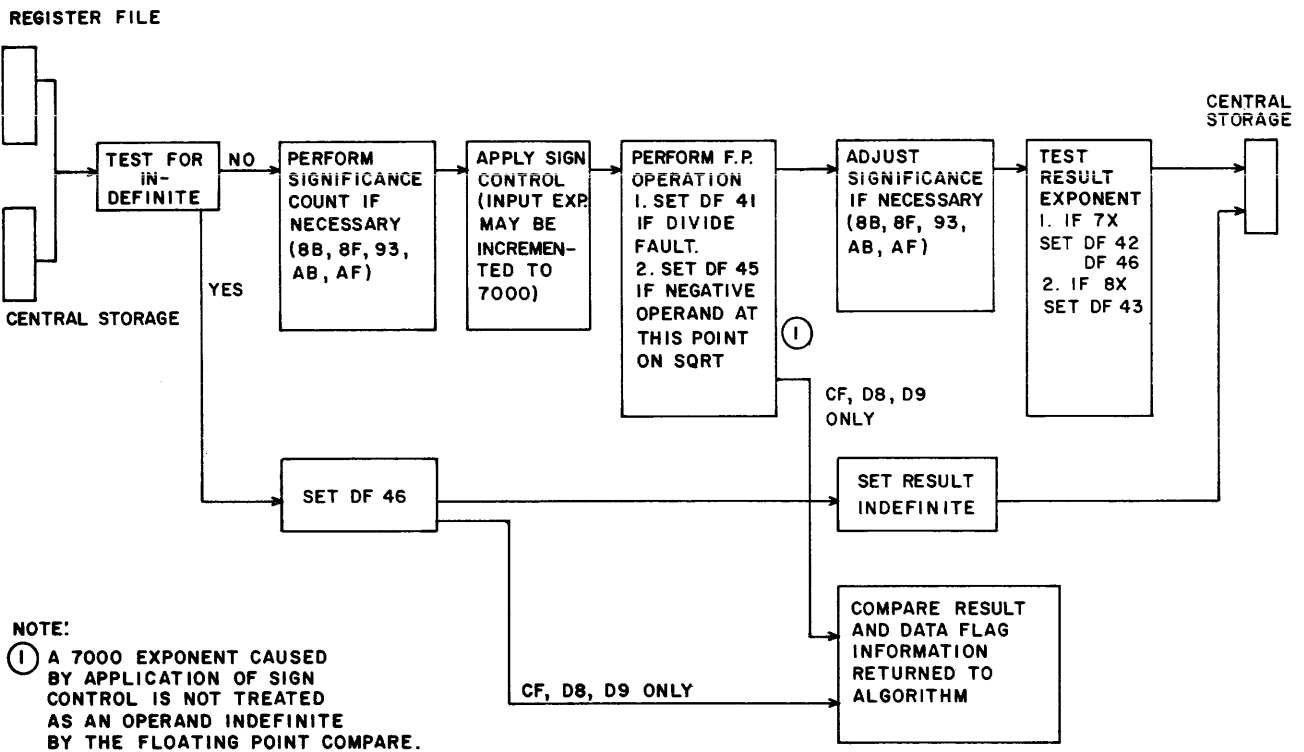 REGISTER FILE
CENTRAL STORAGE
TEST FOR
IN-
DEFINITE
NO
YES
PERFORM
SIGNIFICANCE
COUNT IF
NECESSARY
(8B, 8F, 93,
AB, AF)
APPLY SIGN
CONTROL
(INPUT EXP.
MAY BE
INCREMEN-
TED TO
7000)
PERFORM F.P.
OPERATION
1. SET DF 41
IF DIVIDE
FAULT.
2. SET DF 45
IF NEGATIVE
OPERAND AT
THIS POINT
ON SQRT
1
ADJUST
SIGNIFICANCE
IF NECESSARY
(8B, 8F, 93,
AB, AF)
TEST
RESULT
EXPONENT
1. IF 7X
SET DF 42
DF 46
2. IF 8X
SET DF 43
CENTRAL
STORAGE
CF, D8, D9
ONLY
SET DF 46
SET RESULT
INDEFINITE
COMPARE RESULT
AND DATA FLAG
INFORMATION
RETURNED TO
ALGORITHM
CF, D8, D9 ONLY
NOTE:
1 A 7000 EXPONENT CAUSED
BY APPLICATION OF SIGN
CONTROL IS NOT TREATED
AS AN OPERAND INDEFINITE
BY THE FLOATING POINT COMPARE.